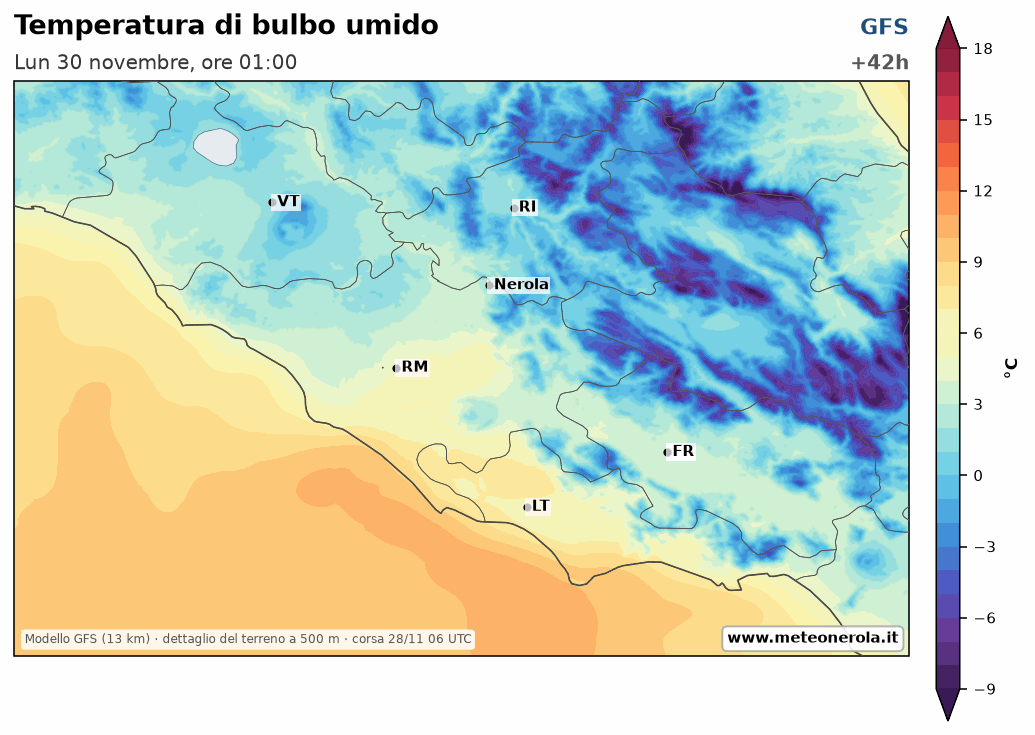 Temperatura di bulbo umido
GFS
Lun 30 novembre, ore 01:00
+42h
18
15
12
9
6
3
0
−3
−6
−9
°C
VT
RI
Nerola
RM
FR
LT
Modello GFS (13 km) · dettaglio del terreno a 500 m · corsa 28/11 06 UTC
www.meteonerola.it